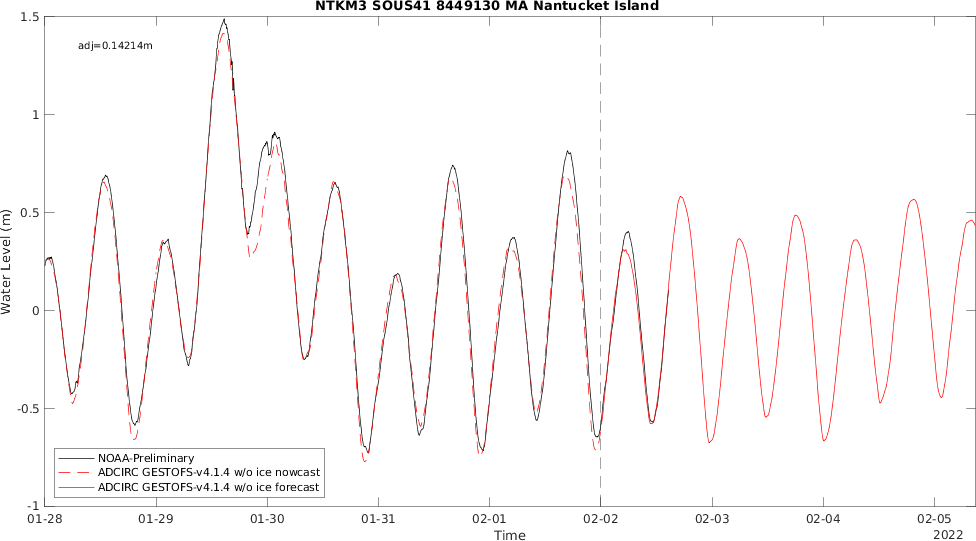 NTKM3 SOUS41 8449130 MA Nantucket Island
1.5
adj=0.14214m
1
0.5
Water Level (m)
0
-0.5
NOAA-Preliminary
ADCIRC GESTOFS-v4.1.4 w/o ice nowcast
ADCIRC GESTOFS-v4.1.4 w/o ice forecast
-1
01-28 01-29 01-30 01-31 02-01 02-02 02-03 02-04 02-05
Time 2022